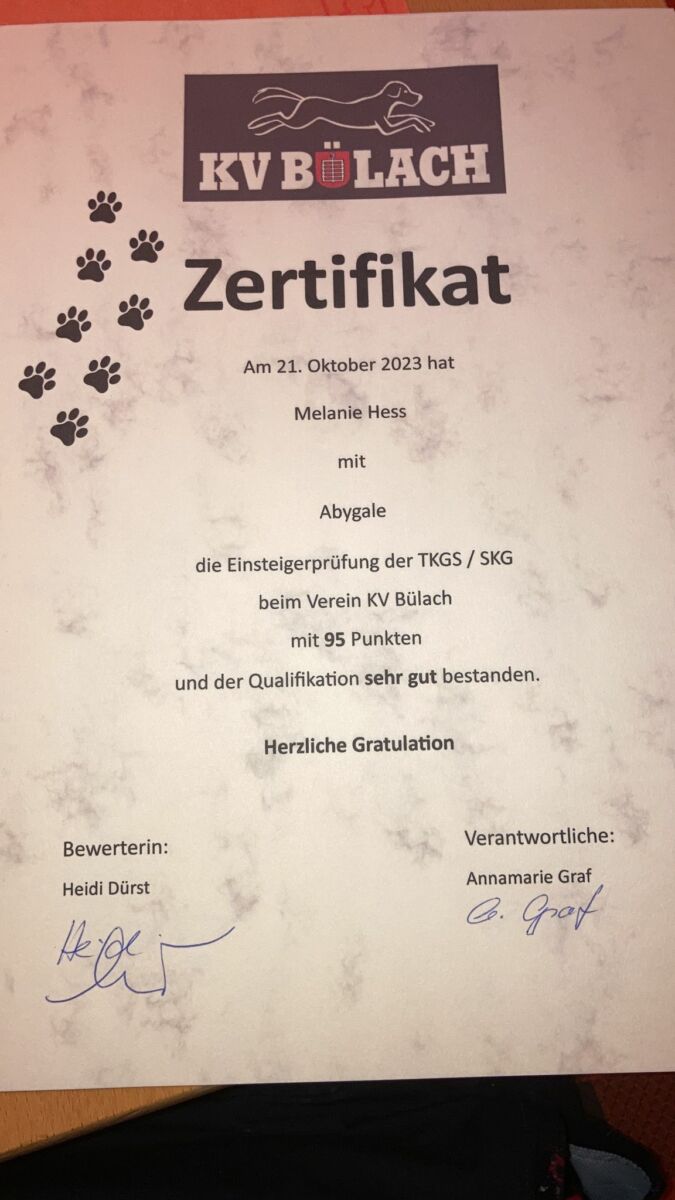 KV BÜLACH
Zertifikat
Am 21. Oktober 2023 hat
Melanie Hess
mit
Abygale
die Einsteigerprüfung der TKGS / SKG
beim Verein KV Bülach
mit 95 Punkten
und der Qualifikation sehr gut bestanden.
Herzliche Gratulation
Bewerterin:
Heidi Dürst
Verantwortliche:
Annamarie Graf
Heidi
Graf